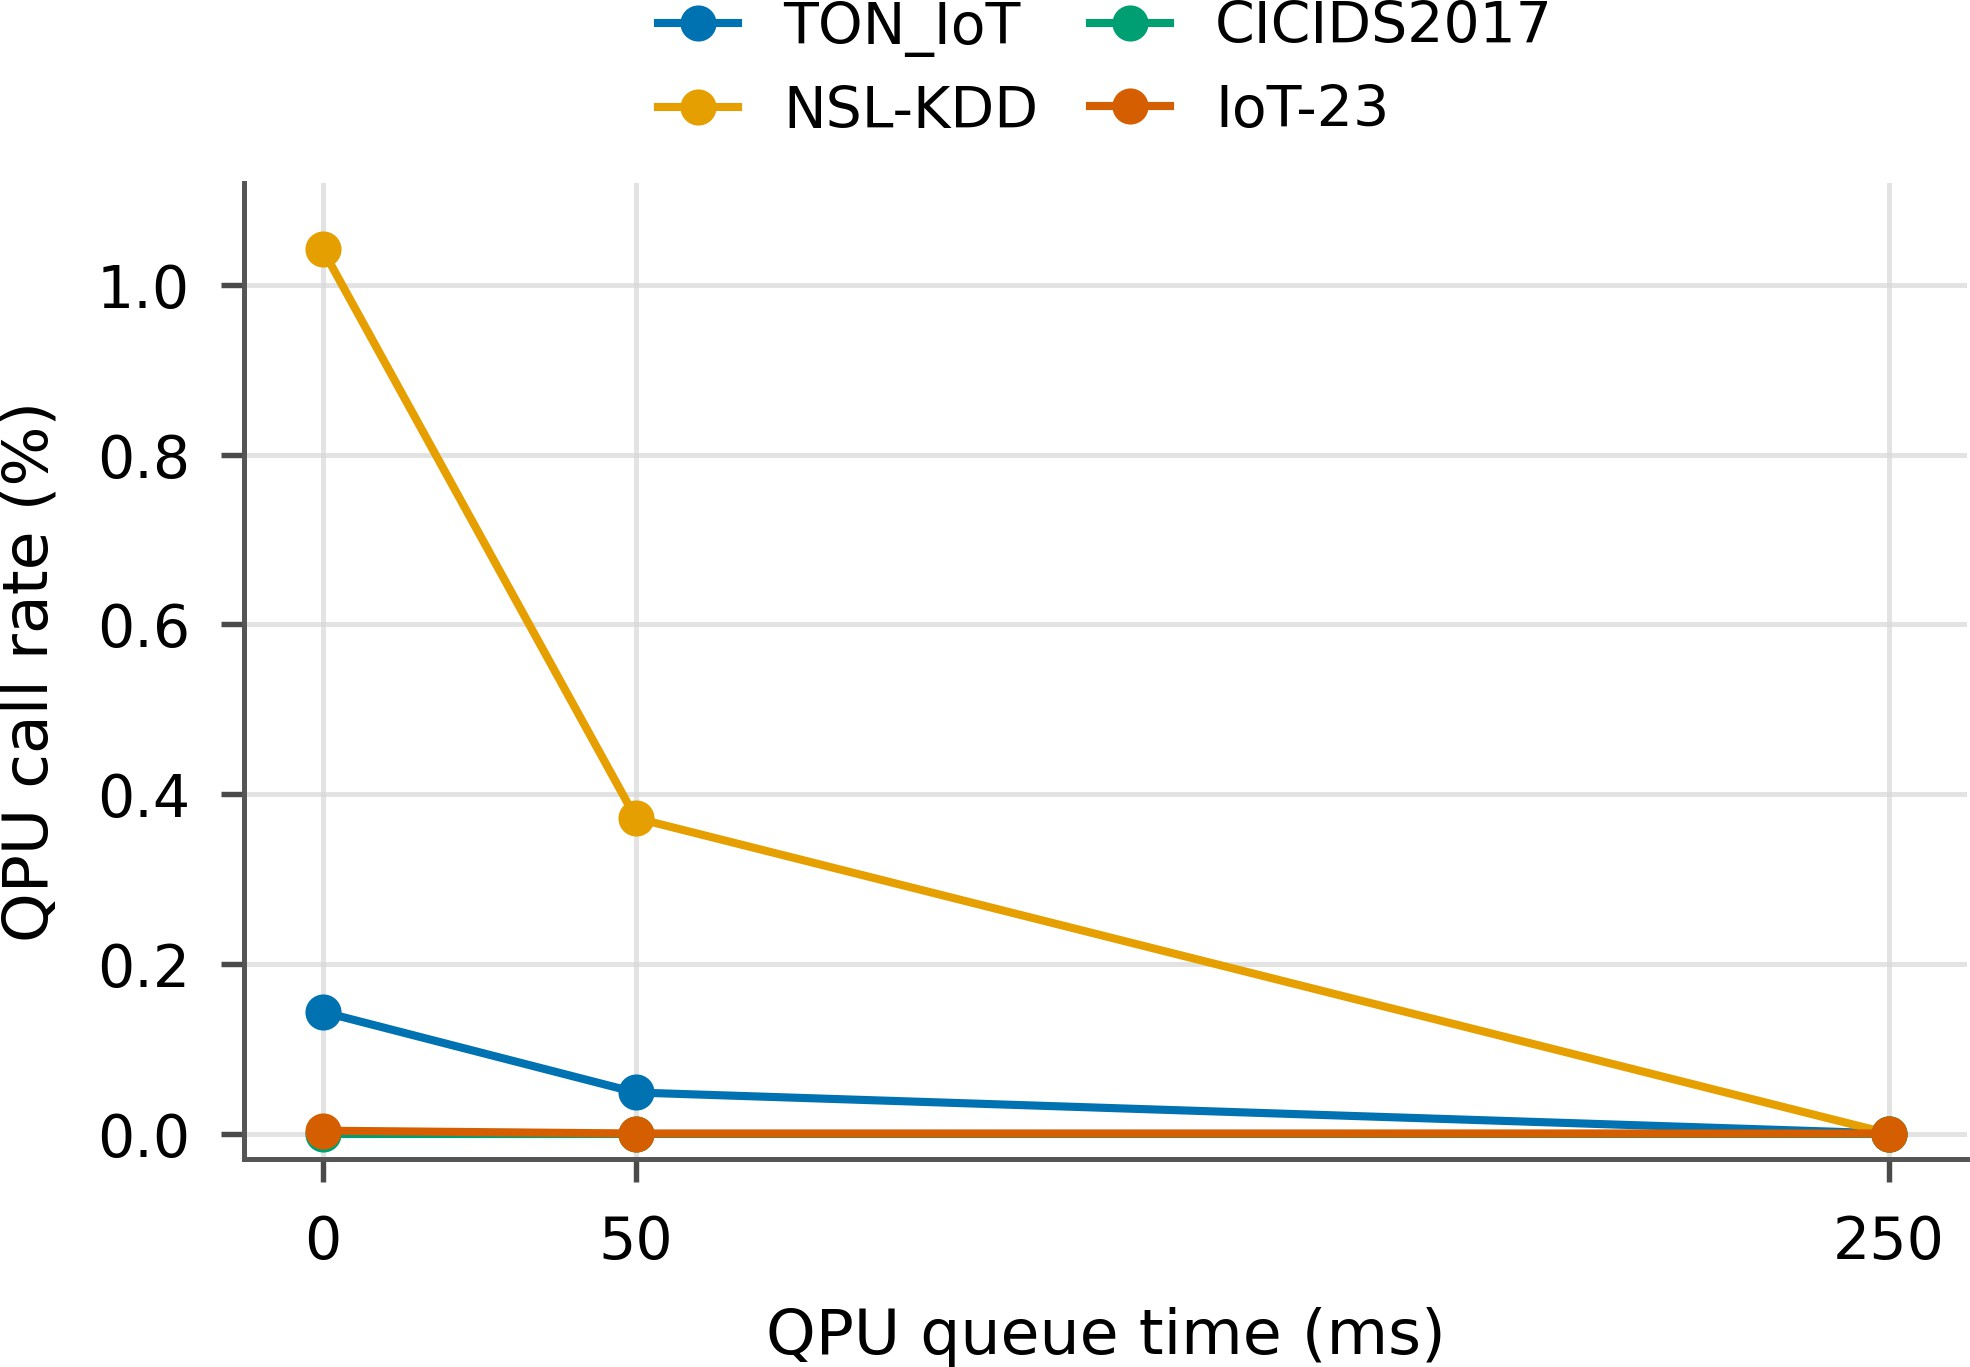 TON_IoT CICIDS2017
NSL-KDD IoT-23
QPU call rate (%)
1.0
0.8
0.6
0.4
0.2
0.0
0 50 250
QPU queue time (ms)